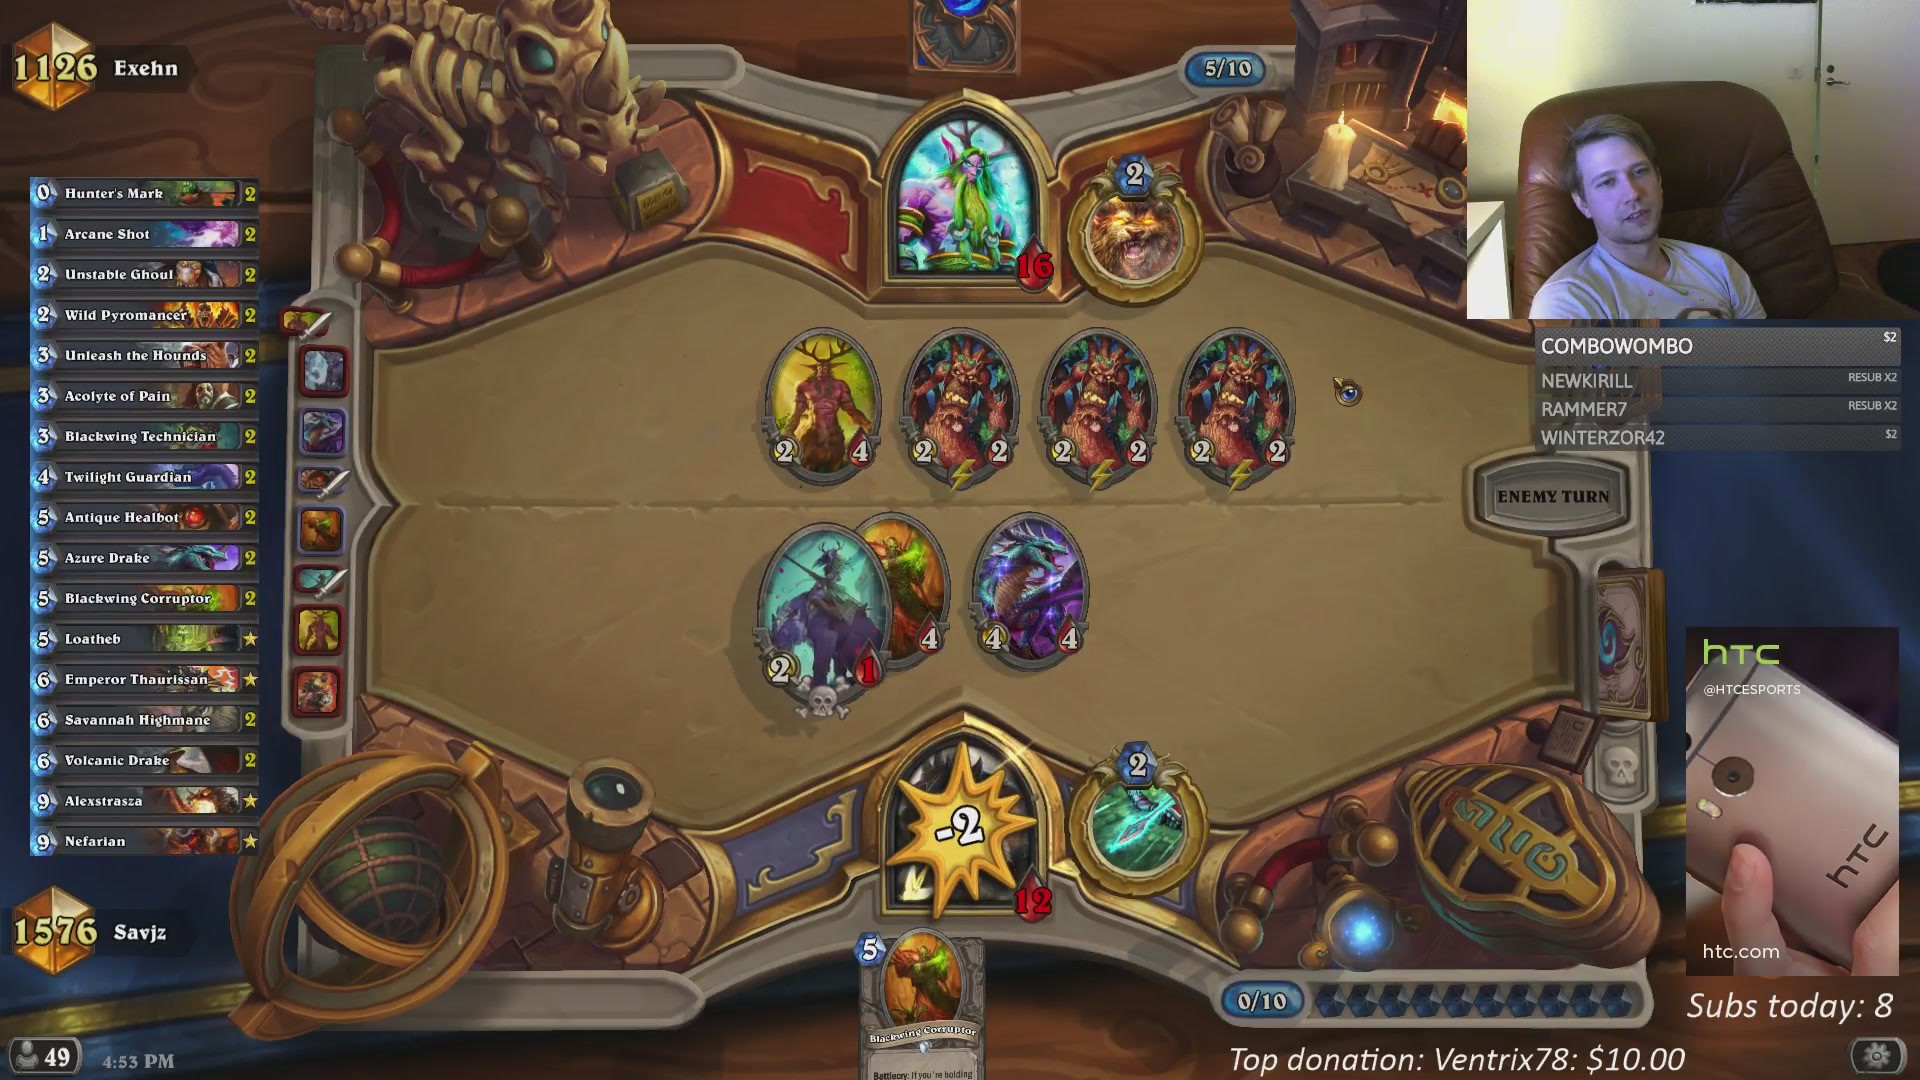 1126 Exehn
5/10
2
16
0 Hunter's Mark 2
1 Arcane Shot 2
2 Unstable Ghoul 2
2 Wild Pyromancer 2
3 Unleash the Hounds 2
3 Acolyte of Pain 2
3 Blackwing Technician 2
4 Twilight Guardian 2
5 Antique Healbot 2
5 Azure Drake 2
5 Blackwing Corruptor 2
5 Loatheb
6 Emperor Thaurissan
6 Savannah Highmane 2
6 Volcanic Drake 2
9 Alexstrasza
9 Nefarian
1576 Savjz
49 4:53 PM
2 4 2 2 2 2 2 2
2 1 4 4 4
COMBOWOMBO $2
NEWKIRILL RESUB X2
RAMMER7 RESUB X2
WINTERZOR42 $2
ENEMY TURN
hTC
@HTCESPORTS
hTC
htc.com
-2
12
2
5
Blackwing Corruptor
Battlecry: If you're holding
0/10
Subs today: 8
Top donation: Ventrix78: $10.00